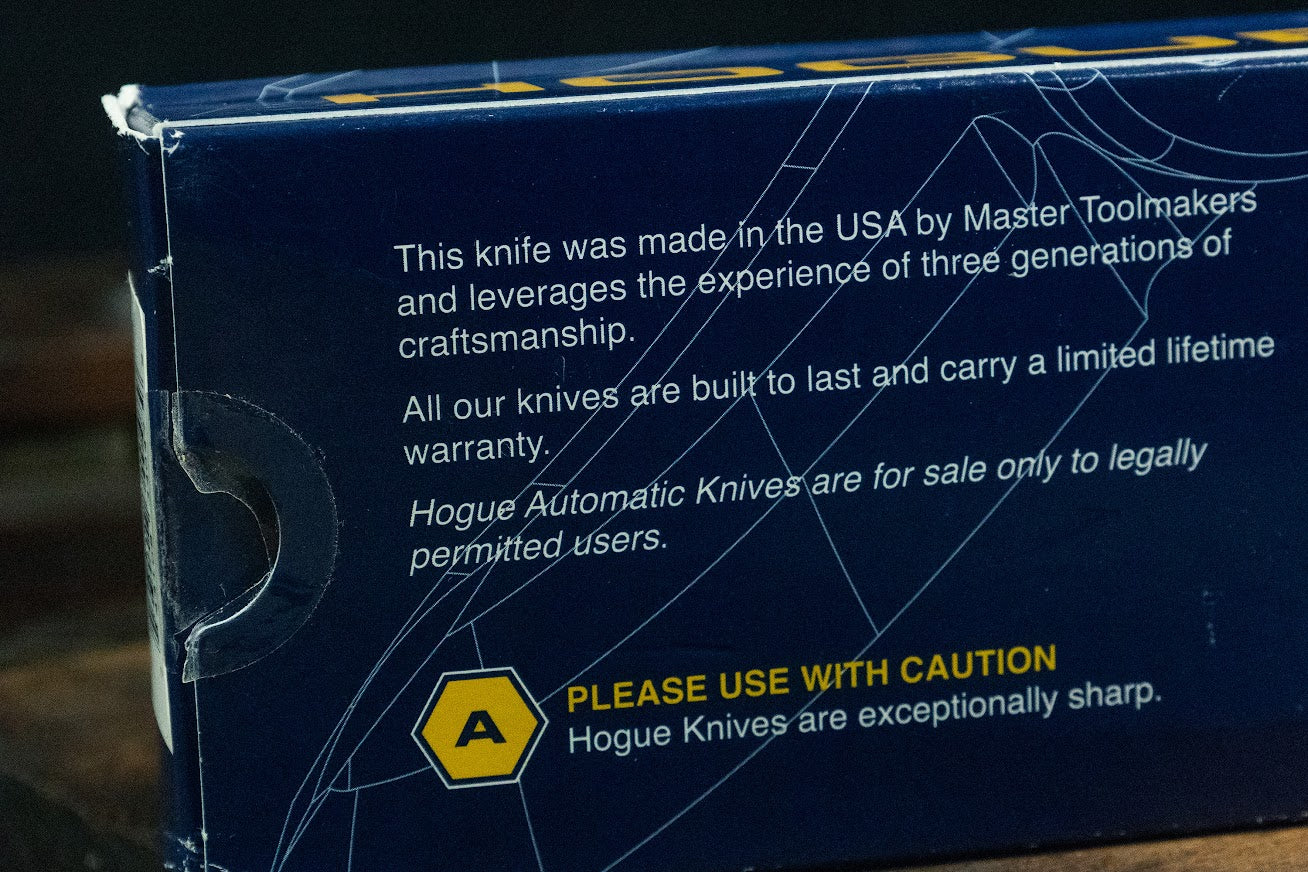 This knife was made in the USA by Master Toolmakers
and leverages the experience of three generations of
craftsmanship.
All our knives are built to last and carry a limited lifetime
warranty.
Hogue Automatic Knives are for sale only to legally
permitted users.
A
PLEASE USE WITH CAUTION
Hogue Knives are exceptionally sharp.